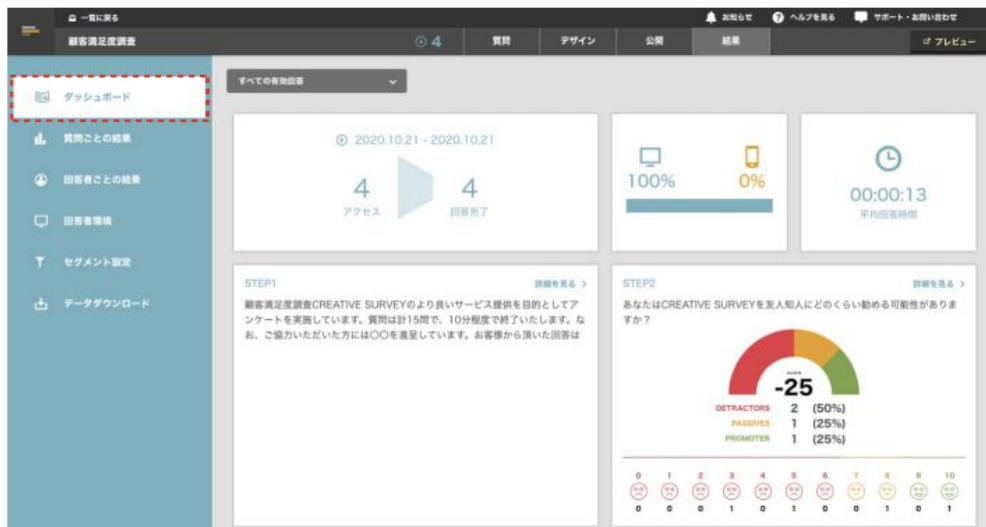 一覧に戻る
お知らせ
ヘルプを見る
サポート・お問い合わせ
顧客満足度調査
4
質問
デザイン
公開
結果
プレビュー
ダッシュボード
質問ごとの結果
回答者ごとの結果
回答者環境
セグメント設定
データダウンロード
すべての有効回答
2020.10.21 - 2020.10.21
4
アクセス
4
回答完了
100%
0%
00:00:13
平均回答時間
STEP1
詳細を見る >
顧客満足度調査CREATIVE SURVEYのより良いサービス提供を目的としてア
ンケートを実施しています。質問は計15問で、10分程度で終了いたします。な
お、ご協力いただいた方には〇〇を進呈しています。お客様から頂いた回答は
STEP2
詳細を見る >
あなたはCREATIVE SURVEYを友人知人にどのくらい勧める可能性がありま
すか？
SCORE
-25
DETRACTORS 2 (50%)
PASSIVES 1 (25%)
PROMOTER 1 (25%)
0 1 2 3 4 5 6 7 8 9 10
0 0 0 1 0 1 0 0 1 0 1